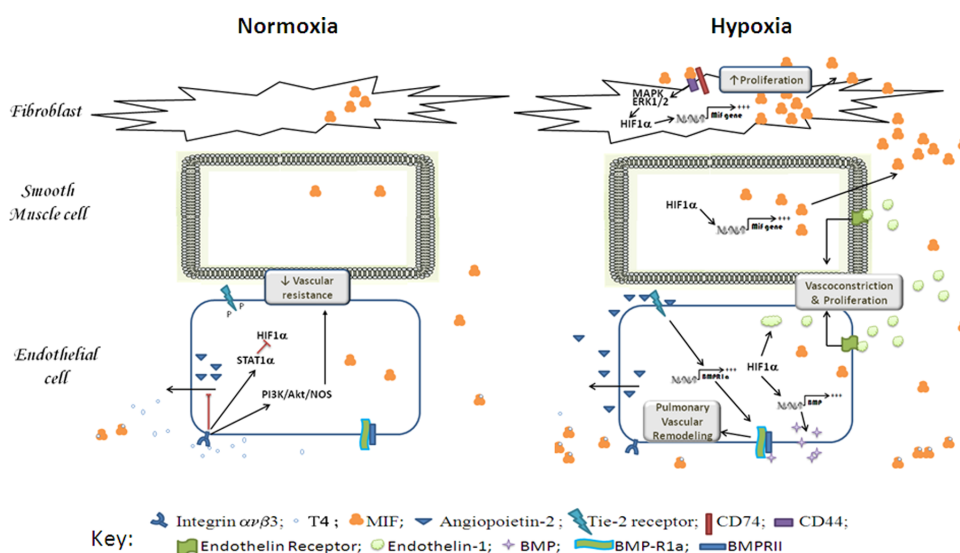 Normoxia
Hypoxia
Fibroblast
↑Proliferation
MAPK
ERK1/2
HIF1α
Mif gene
Smooth
Muscle cell
HIF1α
Mif gene
↓ Vascular
resistance
Vasoconstriction
& Proliferation
P
P
Endothelial
cell
HIF1α
STAT1α
PI3K/Akt/NOS
BMPR1a
HIF1α
BMP
Pulmonary
Vascular
Remodeling
Key:
Integrin ανβ3; T4; MIF; Angiopoietin-2; Tie-2 receptor; CD74; CD44;
Endothelin Receptor; Endothelin-1; BMP; BMP-R1a; BMPRII